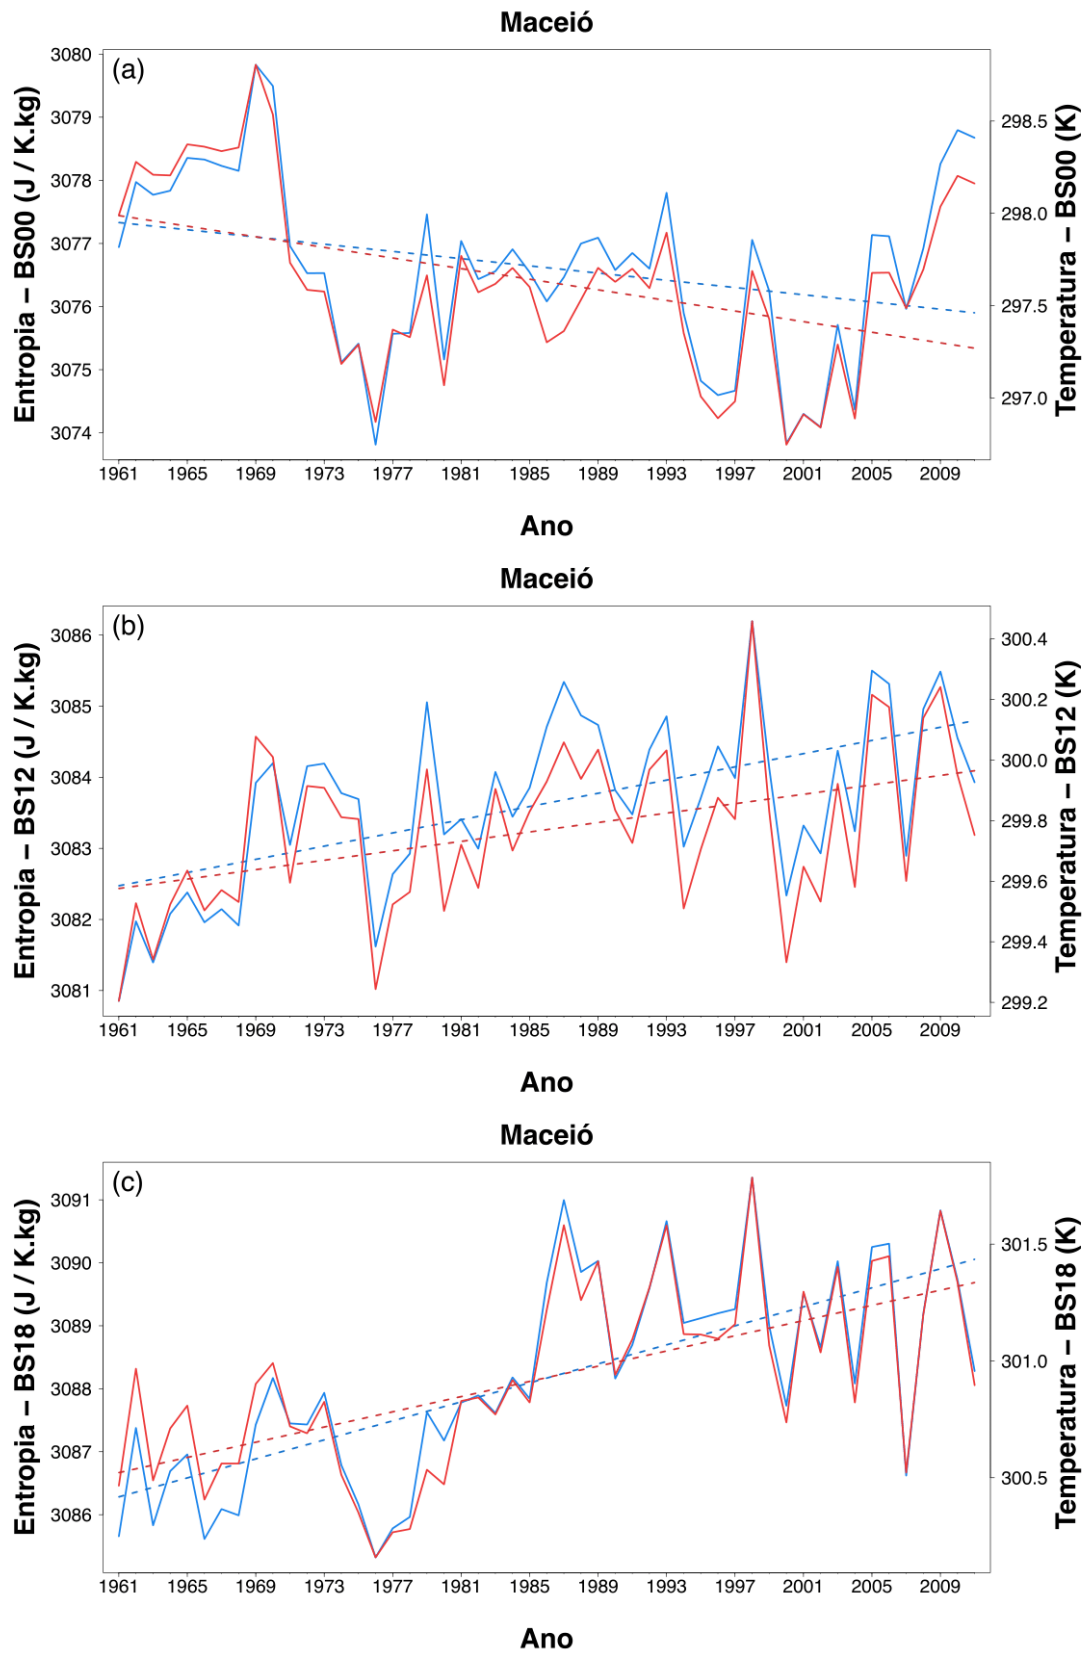 Maceió
(a)
Entropia – BS00 (J / K.kg)
3080
3079
3078
3077
3076
3075
3074
298.5
298.0
297.5
297.0
Temperatura – BS00 (K)
1961 1965 1969 1973 1977 1981 1985 1989 1993 1997 2001 2005 2009
Ano
Maceió
(b)
Entropia – BS12 (J / K.kg)
3086
3085
3084
3083
3082
3081
300.4
300.2
300.0
299.8
299.6
299.4
299.2
Temperatura – BS12 (K)
1961 1965 1969 1973 1977 1981 1985 1989 1993 1997 2001 2005 2009
Ano
Maceió
(c)
Entropia – BS18 (J / K.kg)
3091
3090
3089
3088
3087
3086
301.5
301.0
300.5
Temperatura – BS18 (K)
1961 1965 1969 1973 1977 1981 1985 1989 1993 1997 2001 2005 2009
Ano